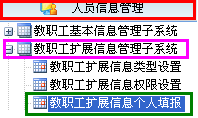 人员信息管理
教职工基本信息管理子系统
教职工扩展信息管理子系统
教职工扩展信息类型设置
教职工扩展信息权限设置
教职工扩展信息个人填报